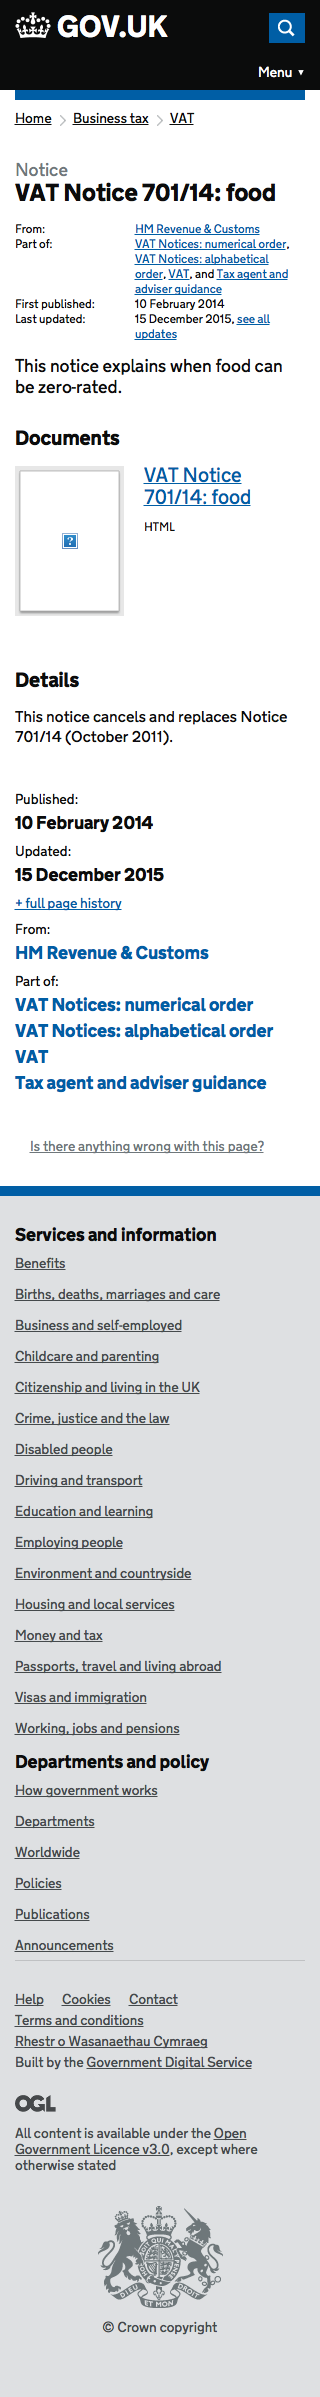 GOV.UK
Menu ▼
Home > Business tax > VAT
Notice
VAT Notice 701/14: food
From: HM Revenue & Customs
Part of: VAT Notices: numerical order,
VAT Notices: alphabetical
order, VAT, and Tax agent and
adviser guidance
First published: 10 February 2014
Last updated: 15 December 2015, see all
updates
This notice explains when food can
be zero-rated.
Documents
VAT Notice
701/14: food
HTML
Details
This notice cancels and replaces Notice
701/14 (October 2011).
Published:
10 February 2014
Updated:
15 December 2015
+ full page history
From:
HM Revenue & Customs
Part of:
VAT Notices: numerical order
VAT Notices: alphabetical order
VAT
Tax agent and adviser guidance
Is there anything wrong with this page?
Services and information
Benefits
Births, deaths, marriages and care
Business and self-employed
Childcare and parenting
Citizenship and living in the UK
Crime, justice and the law
Disabled people
Driving and transport
Education and learning
Employing people
Environment and countryside
Housing and local services
Money and tax
Passports, travel and living abroad
Visas and immigration
Working, jobs and pensions
Departments and policy
How government works
Departments
Worldwide
Policies
Publications
Announcements
Help Cookies Contact
Terms and conditions
Rhestr o Wasanaethau Cymraeg
Built by the Government Digital Service
OGL
All content is available under the Open
Government Licence v3.0, except where
otherwise stated
DIEU ET MON DROIT
© Crown copyright